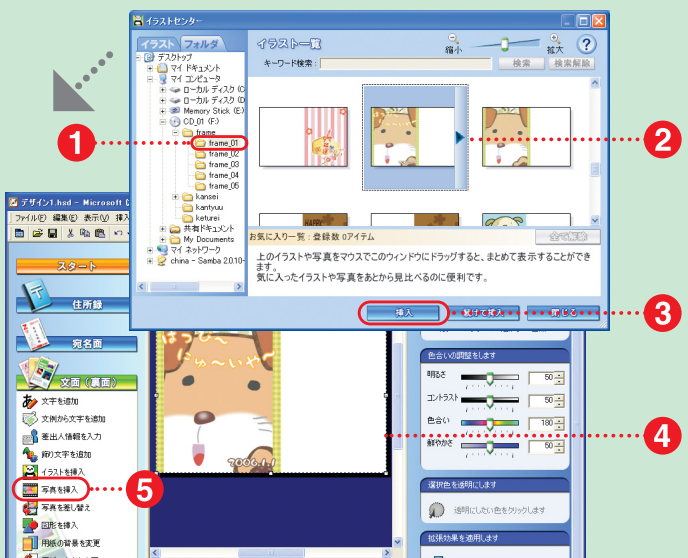 イラストセンター
イラスト フォルダ
デスクトップ
マイ ドキュメント
マイ コンピュータ
ローカル ディスク (C
ローカル ディスク (D
Memory Stick (E)
CD_01 (F:)
frame
frame_01
frame_02
frame_03
frame_04
frame_05
kansei
kantyuu
keturei
共有ドキュメント
My Documents
マイ ネットワーク
china - Samba 2.0.10-
イラスト一覧
縮小 拡大 ?
キーワード検索： 検索 検索解除
HAPPY
お気に入り一覧：登録数 0アイテム 全て解除
上のイラストや写真をマウスでこのウィンドウにドラッグすると、まとめて表示することができ
ます。
気に入ったイラストや写真をあとから見比べるのに便利です。
挿入 続けて挿入 閉じる
1
2
3
4
5
デザイン1.hsd - Microsoft
ファイル(F) 編集(E) 表示(V) 挿入
スタート
住所録
宛名面
文面（裏面）
文字を追加
文例から文字を追加
差出人情報を入力
飾り文字を追加
イラストを挿入
写真を挿入
写真を差し替え
図形を挿入
用紙の背景を変更
はっぴ〜
にゅ〜いや〜
2006.1.1
色合いの調整をします
明るさ 50
コントラスト 50
色合い 180
鮮やかさ 50
選択色を透明にします
透明にしたい色をクリックします
拡張効果を適用します